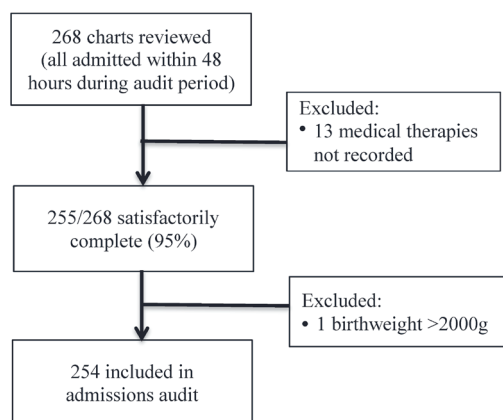 268 charts reviewed
(all admitted within 48
hours during audit period)
Excluded:
• 13 medical therapies
not recorded
255/268 satisfactorily
complete (95%)
Excluded:
• 1 birthweight >2000g
254 included in
admissions audit